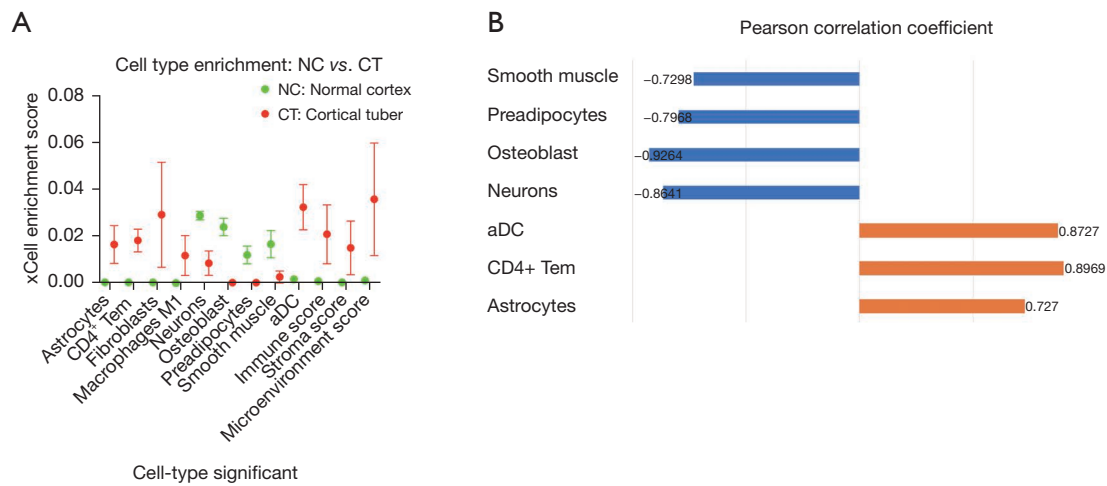 A
Cell type enrichment: NC vs. CT
NC: Normal cortex
CT: Cortical tuber
xCell enrichment score
0.08
0.06
0.04
0.02
0.00
Astrocytes
CD4+ Tem
Fibroblasts
Macrophages M1
Neurons
Osteoblast
Preadipocytes
Smooth muscle
aDC
Immune score
Stroma score
Microenvironment score
Cell-type significant
B
Pearson correlation coefficient
Smooth muscle −0.7298
Preadipocytes −0.7968
Osteoblast −0.9264
Neurons −0.8641
aDC 0.8727
CD4+ Tem 0.8969
Astrocytes 0.727